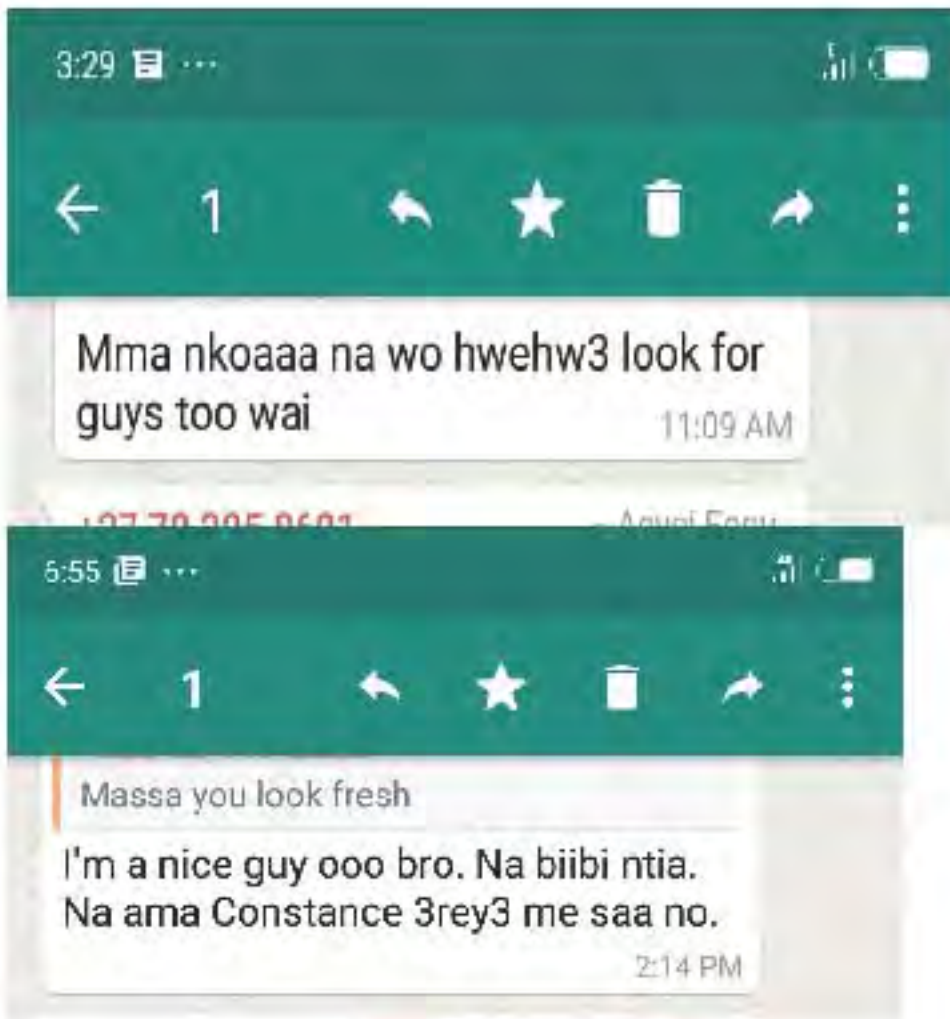 3:29
1
Mma nkoaaa na wo hwehw3 look for
guys too wai
11:09 AM
6:55
1
Massa you look fresh
I'm a nice guy ooo bro. Na biibi ntia.
Na ama Constance 3rey3 me saa no.
2:14 PM